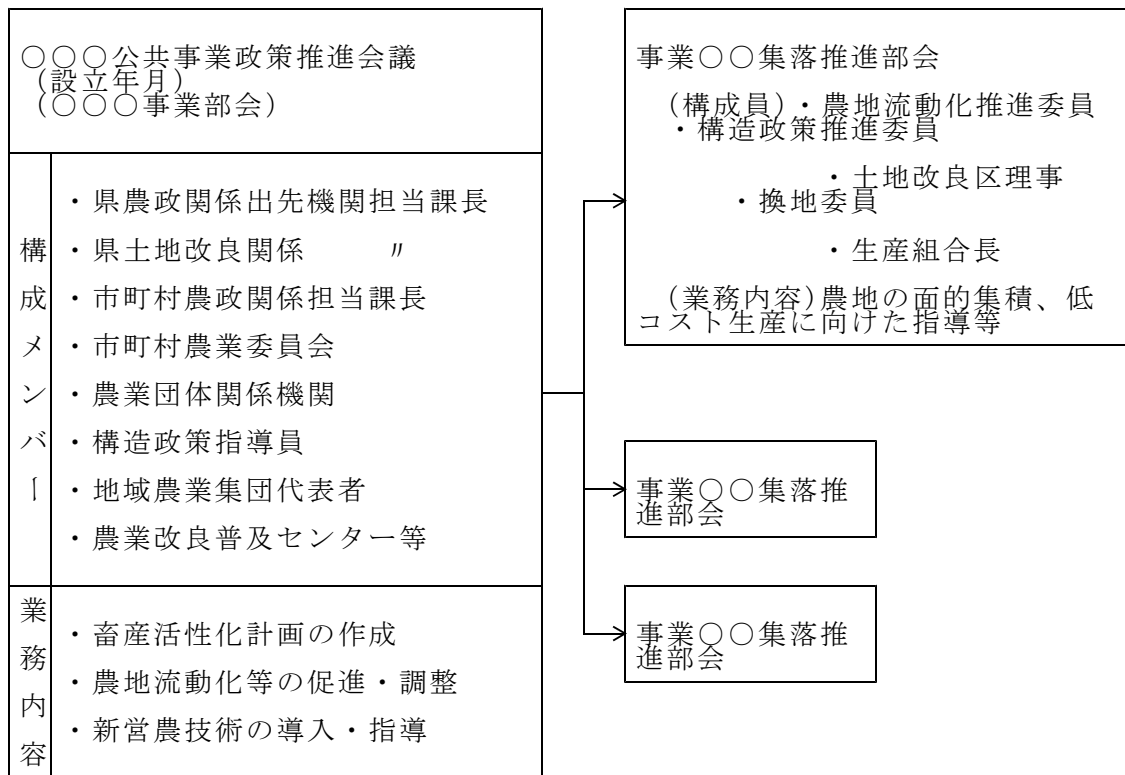 ○○○公共事業政策推進会議
(設立年月)
(○○○事業部会)
構成メンバー
・県農政関係出先機関担当課長
・県土地改良関係　　〃
・市町村農政関係担当課長
・市町村農業委員会
・農業団体関係機関
・構造政策指導員
・地域農業集団代表者
・農業改良普及センター等
業務内容
・畜産活性化計画の作成
・農地流動化等の促進・調整
・新営農技術の導入・指導
事業○○集落推進部会
(構成員)・農地流動化推進委員
・構造政策推進委員
・土地改良区理事
・換地委員
・生産組合長
(業務内容)農地の面的集積、低
コスト生産に向けた指導等
事業○○集落推
進部会
事業○○集落推
進部会